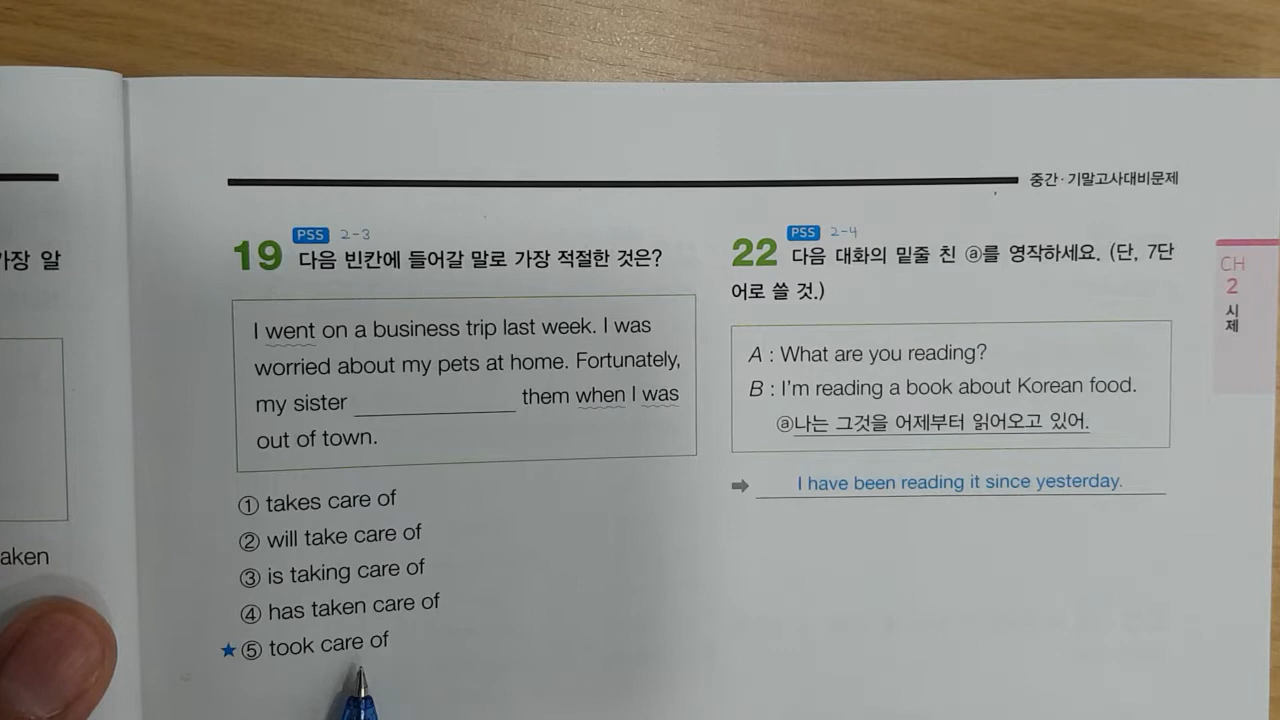 중간·기말고사대비문제
가장 알
aaken
19 PSS 2-3
다음 빈칸에 들어갈 말로 가장 적절한 것은?
I went on a business trip last week. I was
worried about my pets at home. Fortunately,
my sister ____________ them when I was
out of town.
① takes care of
② will take care of
③ is taking care of
④ has taken care of
★⑤ took care of
22 PSS 2-4
다음 대화의 밑줄 친 ⓐ를 영작하세요. (단, 7단
어로 쓸 것.)
A : What are you reading?
B : I'm reading a book about Korean food.
ⓐ나는 그것을 어제부터 읽어오고 있어.
➡ I have been reading it since yesterday.
CH
2
시
제